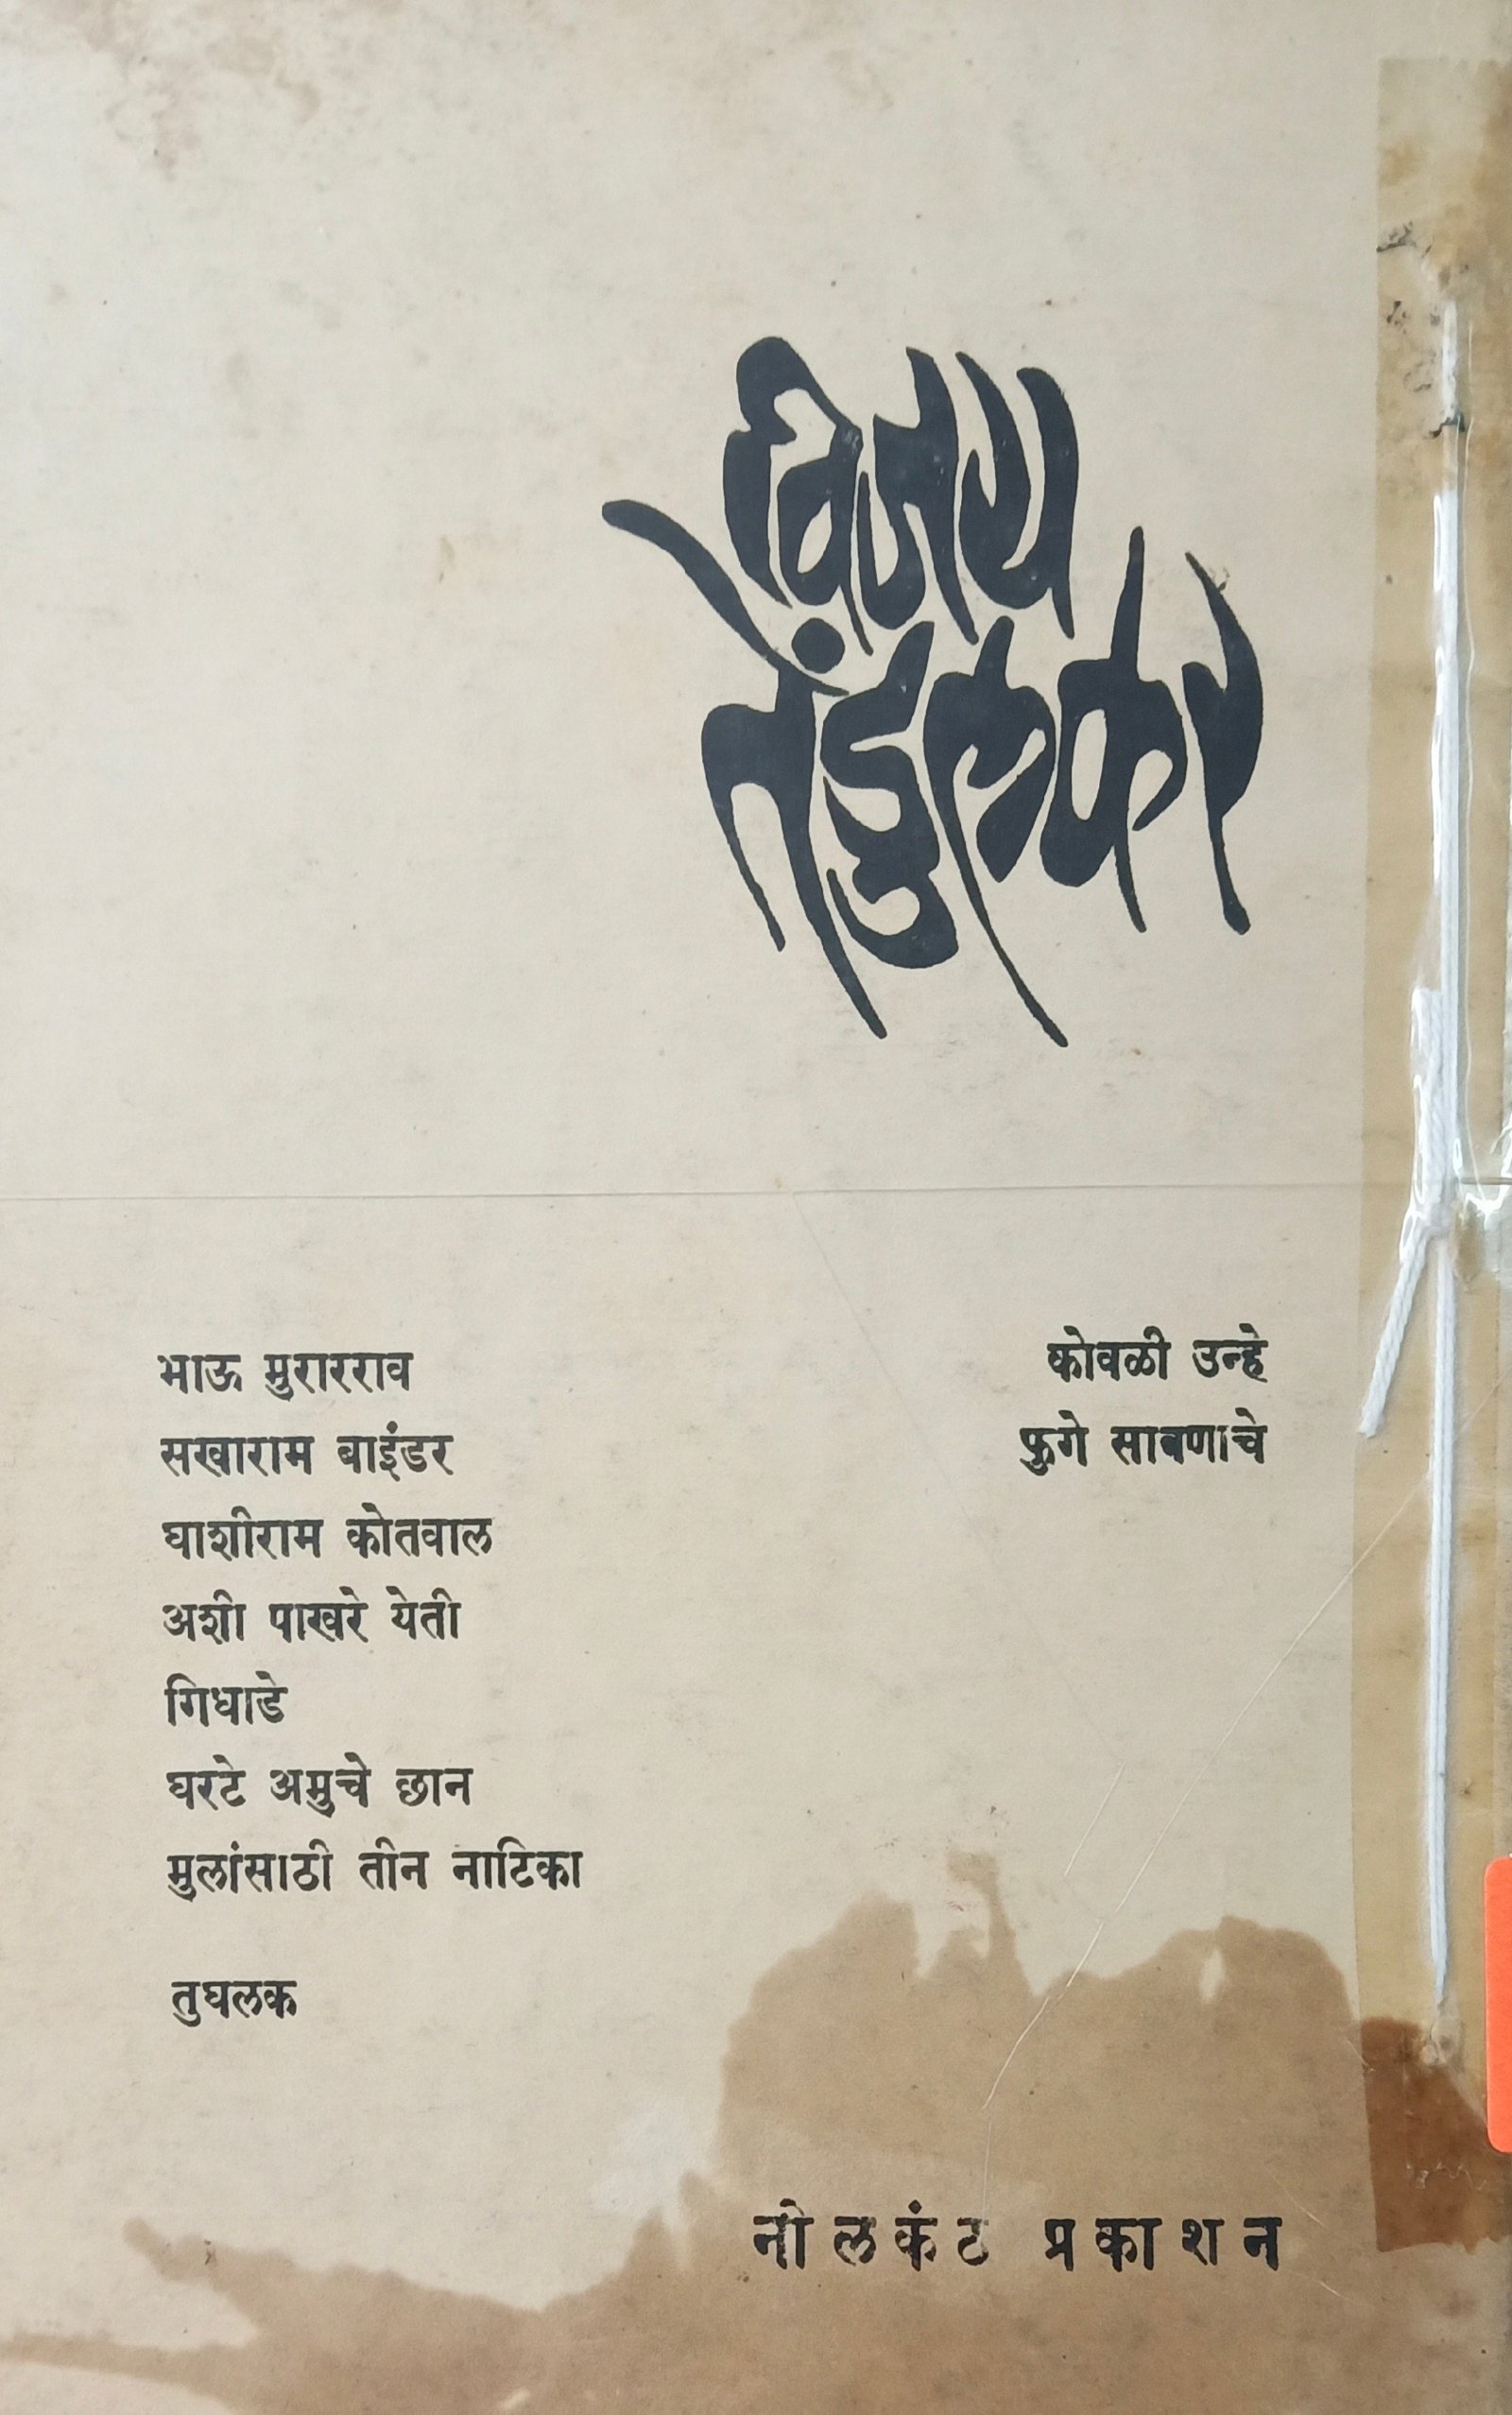 विजय
तेंडुलकर
भाऊ मुरारराव
सखाराम बाइंडर
घाशीराम कोतवाल
अशी पाखरे येती
गिधाडे
घरटे अमुचे छान
मुलांसाठी तीन नाटिका
तुघलक
कोवळी उन्हे
फुगे साबणाचे
नीलकंठ प्रकाशन